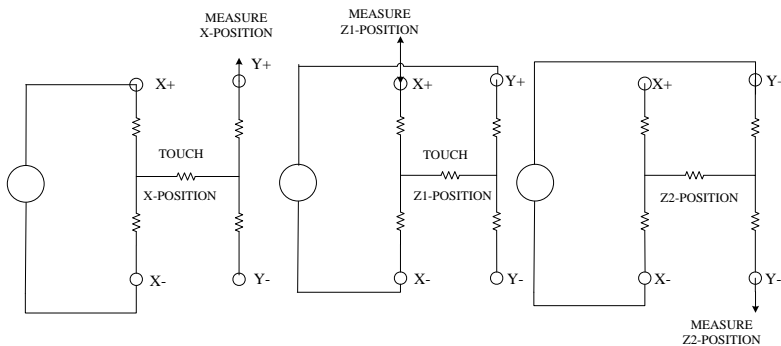 MEASURE
X-POSITION
X+
Y+
TOUCH
X-POSITION
X-
Y-
MEASURE
Z1-POSITION
X+
Y+
TOUCH
Z1-POSITION
X-
Y-
X+
Y-
Z2-POSITION
X-
Y-
MEASURE
Z2-POSITION